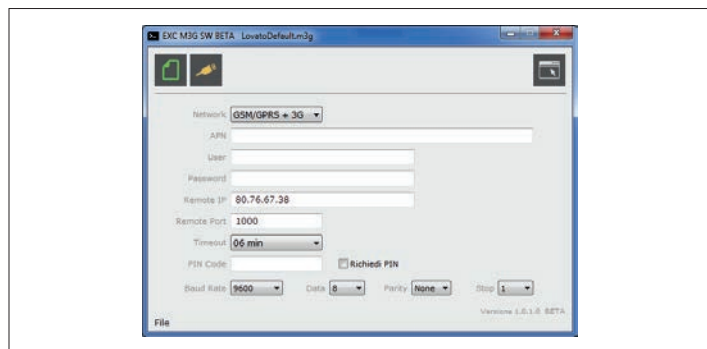 EXC M3G SW BETA LovatoDefault.m3g
Network GSM/GPRS + 3G
APN
User
Password
Remote IP 80.76.67.38
Remote Port 1000
Timeout 06 min
PIN Code Richiedi PIN
Baud Rate 9600 Data 8 Parity None Stop 1
Versione 1.0.1.0 BETA
File